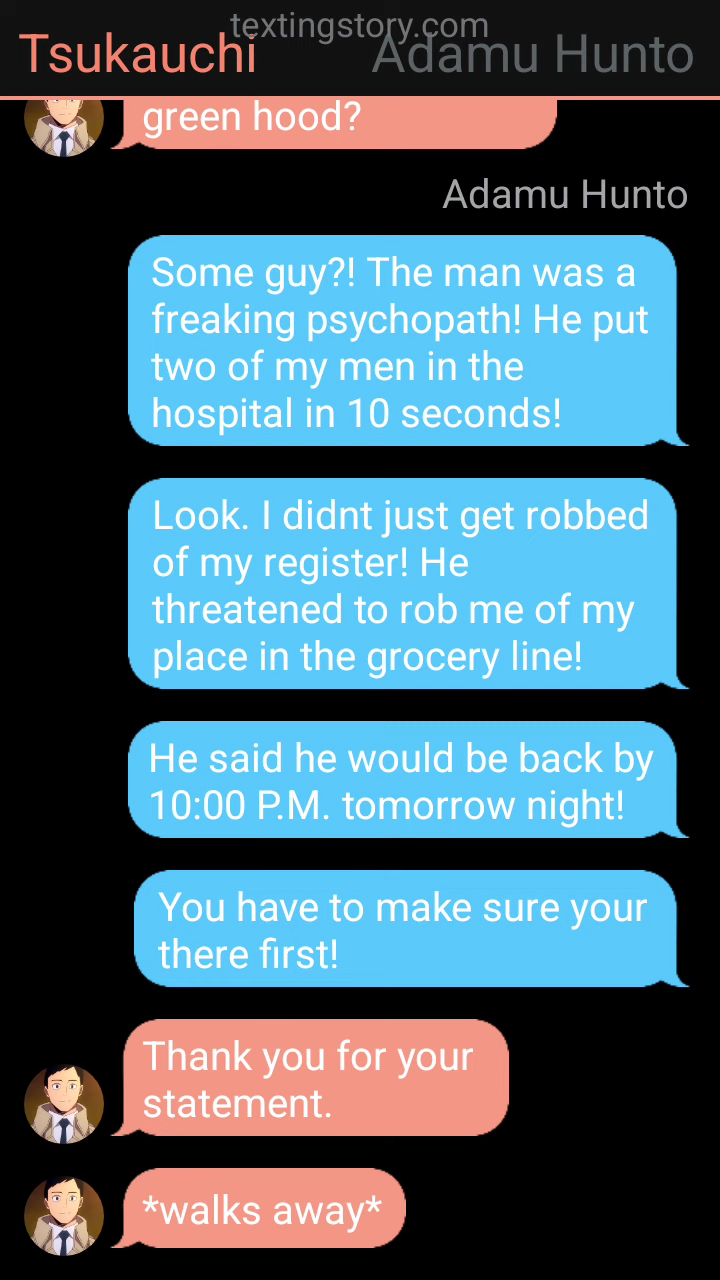 textingstory.com
Tsukauchi
Adamu Hunto
green hood?
Adamu Hunto
Some guy?! The man was a
freaking psychopath! He put
two of my men in the
hospital in 10 seconds!
Look. I didnt just get robbed
of my register! He
threatened to rob me of my
place in the grocery line!
He said he would be back by
10:00 P.M. tomorrow night!
You have to make sure your
there first!
Thank you for your
statement.
*walks away*